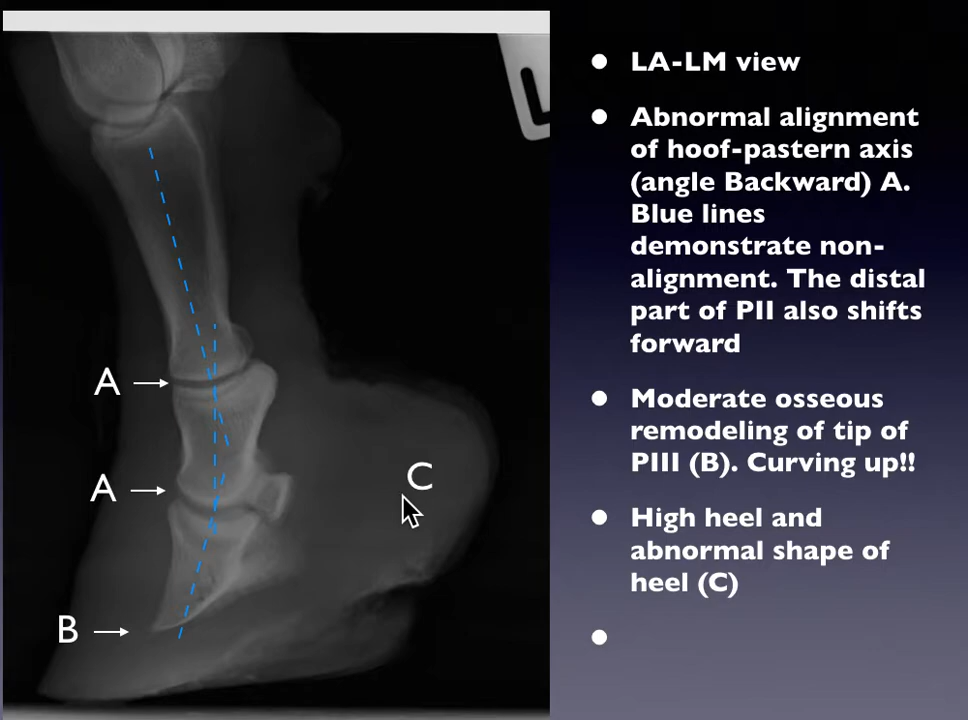 L
A
A
C
B
• LA-LM view
• Abnormal alignment
of hoof-pastern axis
(angle Backward) A.
Blue lines
demonstrate non-
alignment. The distal
part of PII also shifts
forward
• Moderate osseous
remodeling of tip of
PIII (B). Curving up!!
• High heel and
abnormal shape of
heel (C)
•